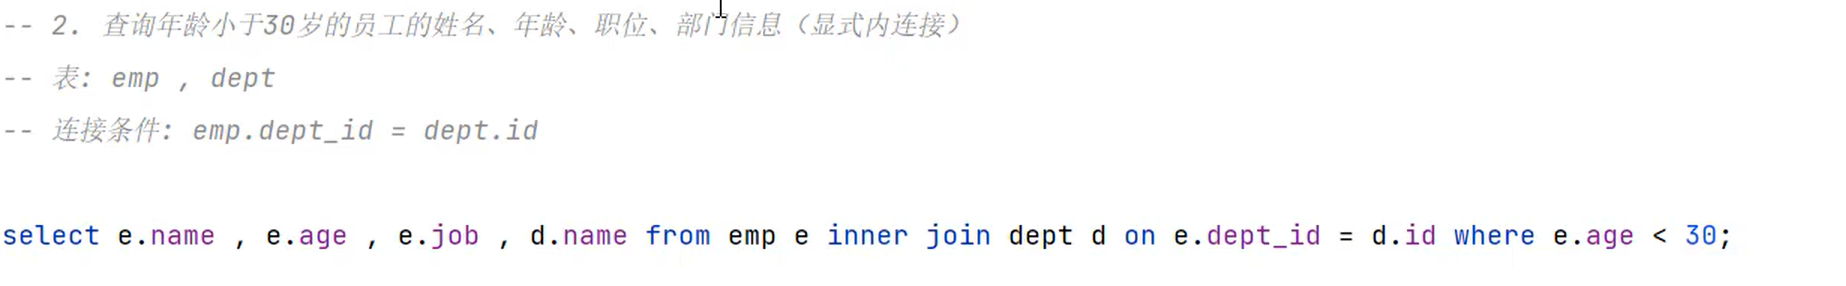 -- 2. 查询年龄小于30岁的员工的姓名、年龄、职位、部门信息（显式内连接）
-- 表: emp , dept
-- 连接条件: emp.dept_id = dept.id
select e.name , e.age , e.job , d.name from emp e inner join dept d on e.dept_id = d.id where e.age < 30;